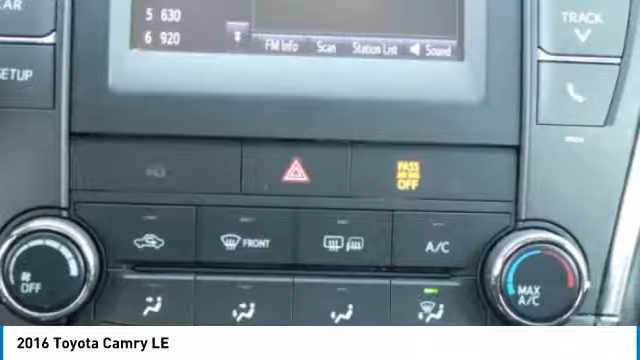 CAR
5 630
6 920
FM Info Scan Station List Sound
TRACK
SETUP
PASS
AIR BAG
OFF
FRONT
A/C
OFF
MAX
A/C
2016 Toyota Camry LE